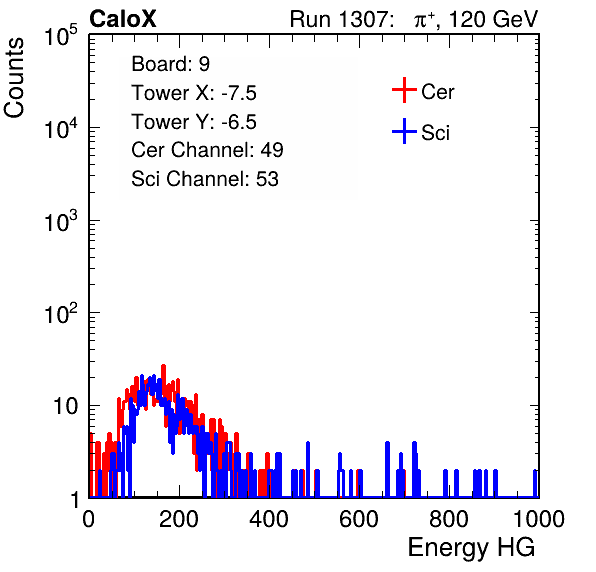 CaloX Run 1307: π⁺, 120 GeV
Counts
10⁵
10⁴
10³
10²
10
1
Board: 9
Tower X: -7.5
Tower Y: -6.5
Cer Channel: 49
Sci Channel: 53
Cer
Sci
0 200 400 600 800 1000
Energy HG